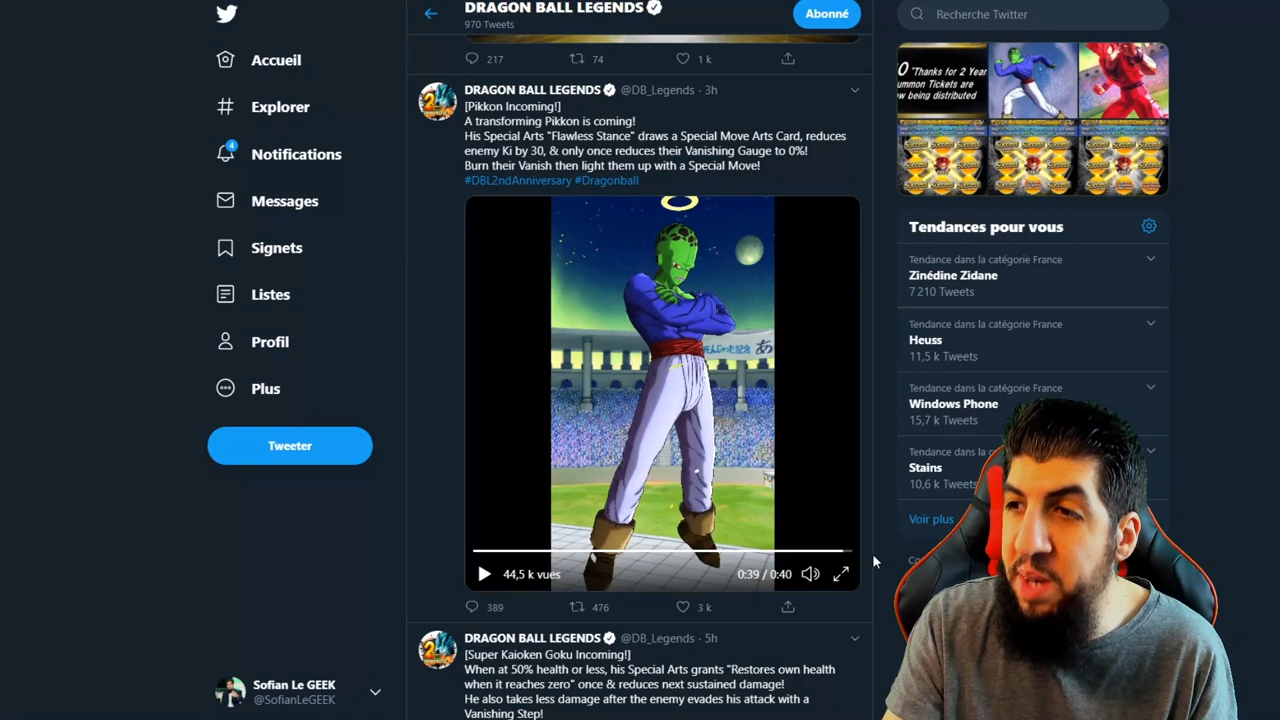 Accueil
Explorer
4
Notifications
Messages
Signets
Listes
Profil
Plus
Tweeter
Sofian Le GEEK
@SofianLeGEEK
DRAGON BALL LEGENDS
970 Tweets
Abonné
217
74
1 k
DRAGON BALL LEGENDS @DB_Legends · 3h
[Pikkon Incoming!]
A transforming Pikkon is coming!
His Special Arts "Flawless Stance" draws a Special Move Arts Card, reduces
enemy Ki by 30, & only once reduces their Vanishing Gauge to 0%!
Burn their Vanish then light them up with a Special Move!
#DBL2ndAnniversary #Dragonball
44,5 k vues
0:39 / 0:40
389
476
3 k
DRAGON BALL LEGENDS @DB_Legends · 5h
[Super Kaioken Goku Incoming!]
When at 50% health or less, his Special Arts grants "Restores own health
when it reaches zero" once & reduces next sustained damage!
He also takes less damage after the enemy evades his attack with a
Vanishing Step!
Recherche Twitter
0 "Thanks for 2 Year
ummon Tickets are
w being distributed
Tendances pour vous
Tendance dans la catégorie France
Zinédine Zidane
7 210 Tweets
Tendance dans la catégorie France
Heuss
11,5 k Tweets
Tendance dans la catégorie France
Windows Phone
15,7 k Tweets
Tendance dans la c
Stains
10,6 k Tweets
Voir plus